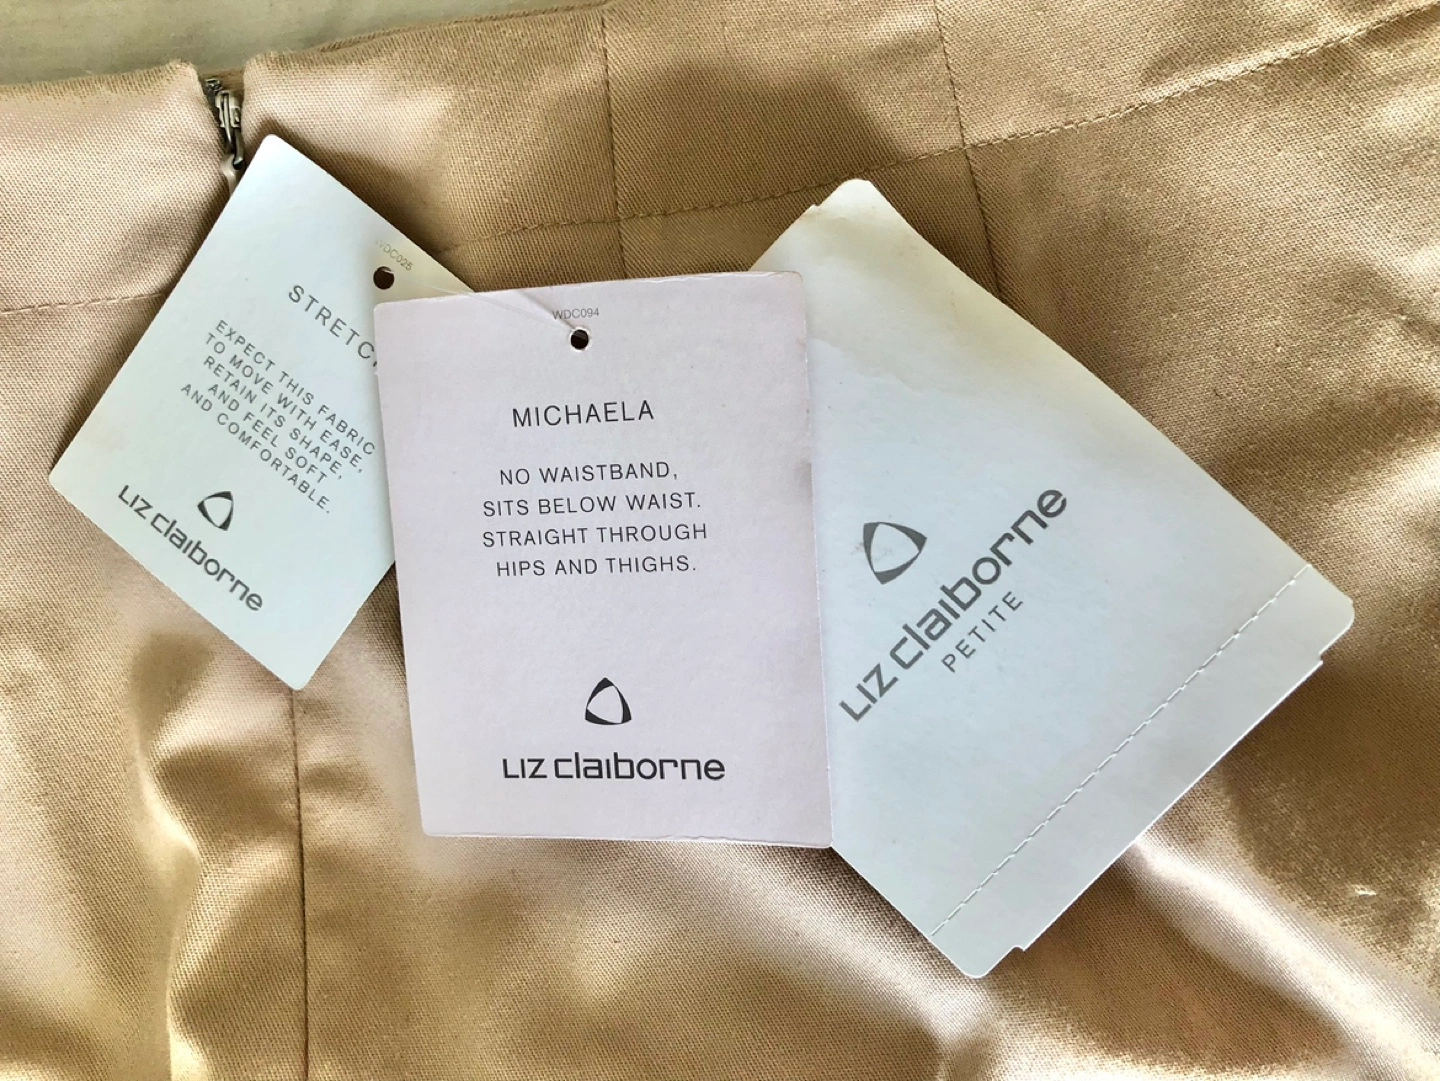 WDC025
STRETC
EXPECT THIS FABRIC
TO MOVE WITH EASE,
RETAIN ITS SHAPE,
AND FEEL SOFT
AND COMFORTABLE.
LIZ claiborne
WDC094
MICHAELA
NO WAISTBAND,
SITS BELOW WAIST.
STRAIGHT THROUGH
HIPS AND THIGHS.
LIZ claiborne
LIZ claiborne
PETITE